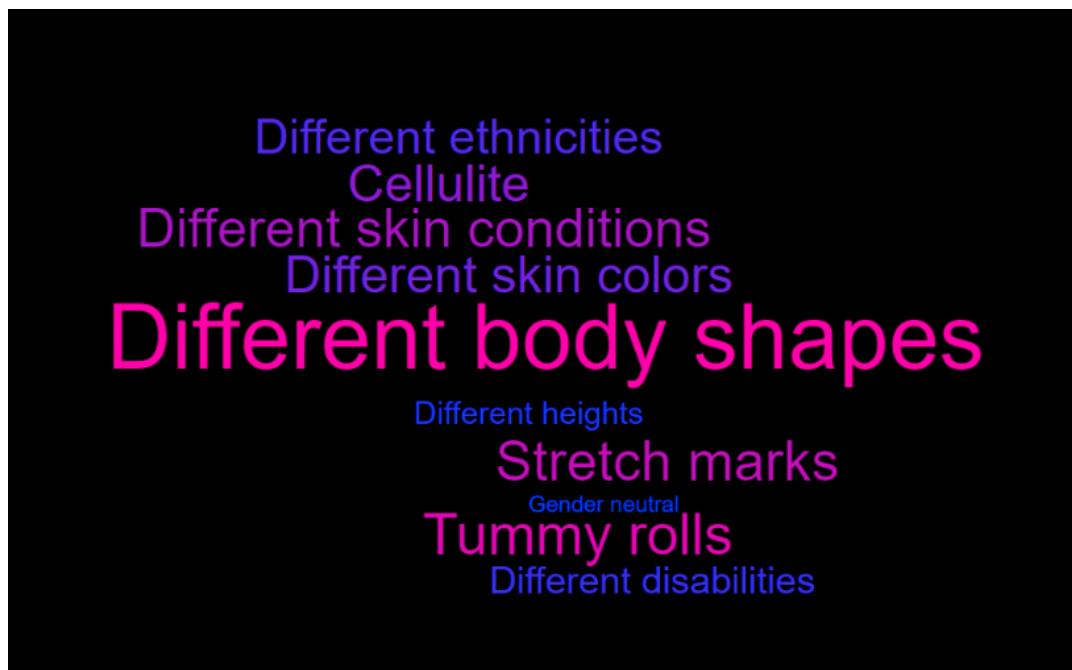 Different ethnicities
Cellulite
Different skin conditions
Different skin colors
Different body shapes
Different heights
Stretch marks
Gender neutral
Tummy rolls
Different disabilities